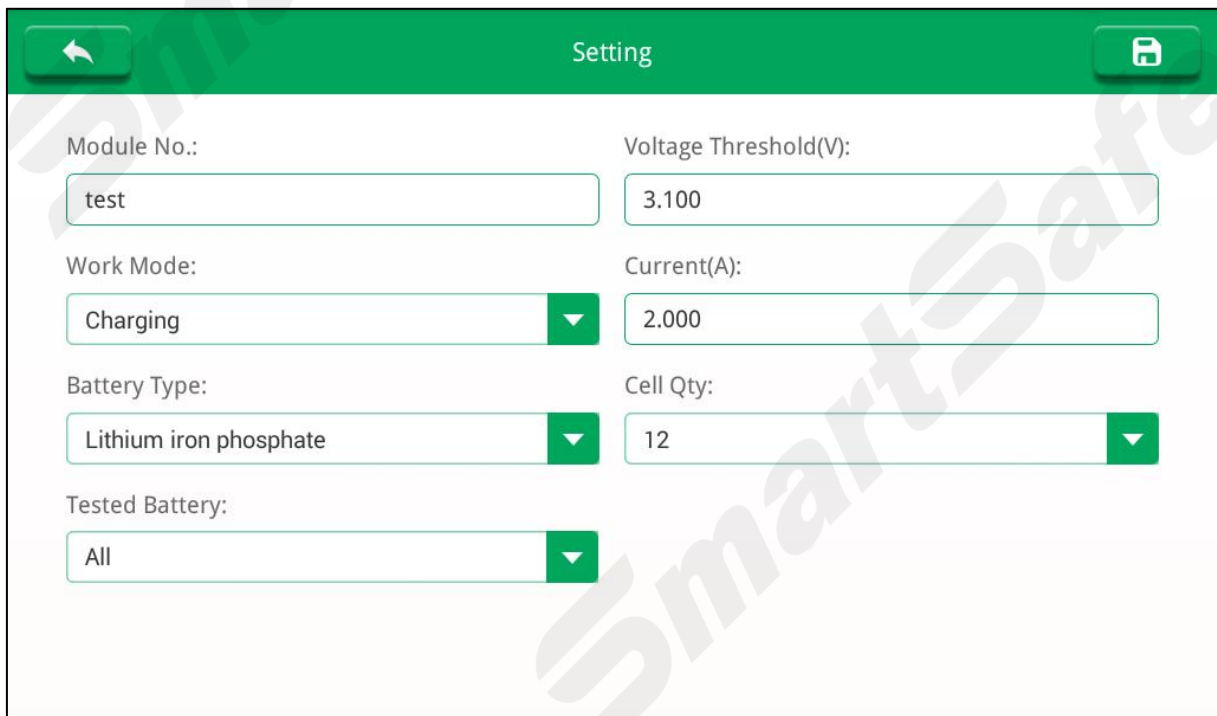 Setting
Module No.:
test
Voltage Threshold(V):
3.100
Work Mode:
Charging
Current(A):
2.000
Battery Type:
Lithium iron phosphate
Cell Qty:
12
Tested Battery:
All
SmartSafe